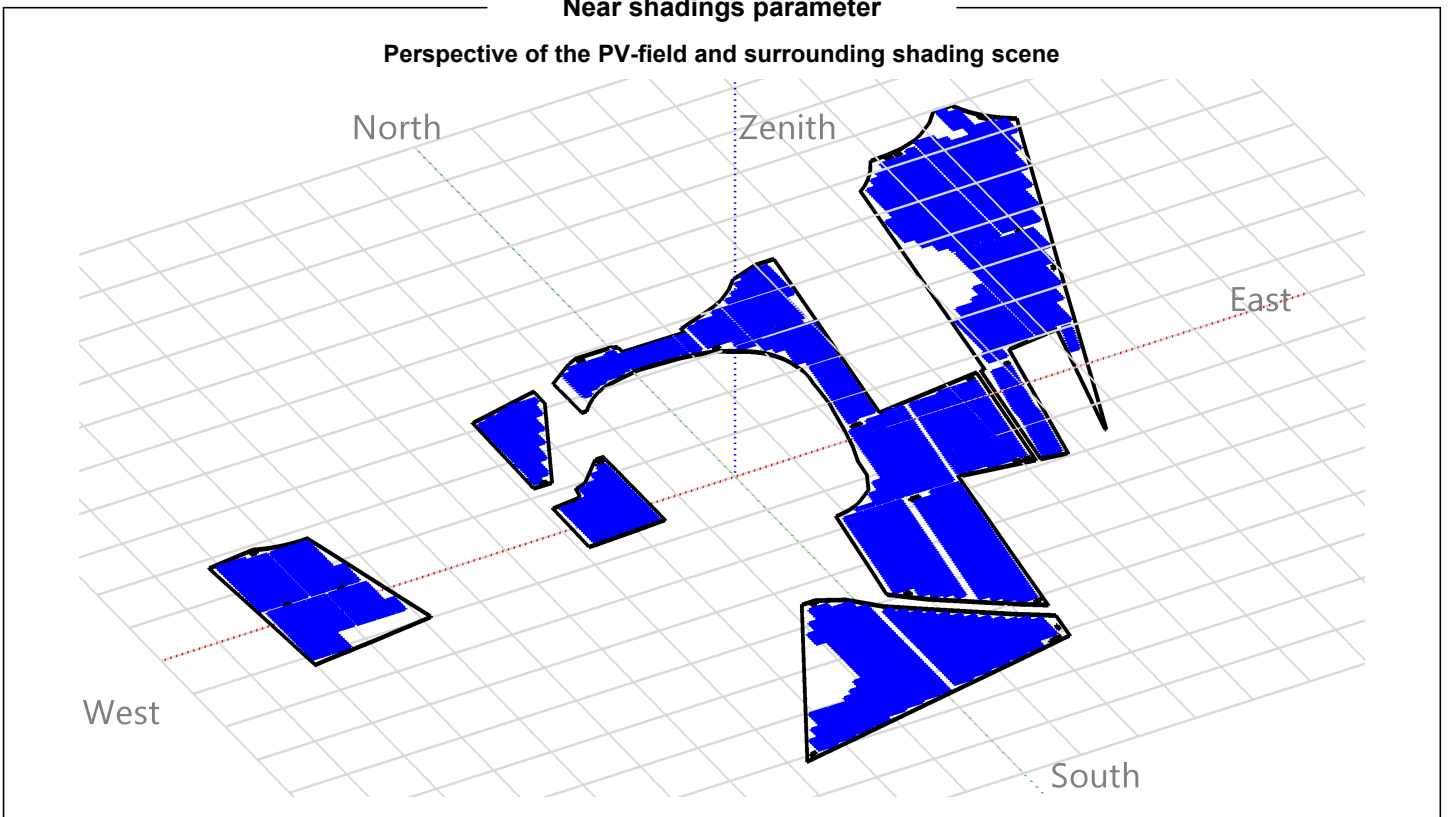 Near shadings parameter
Perspective of the PV-field and surrounding shading scene
North
Zenith
East
West
South